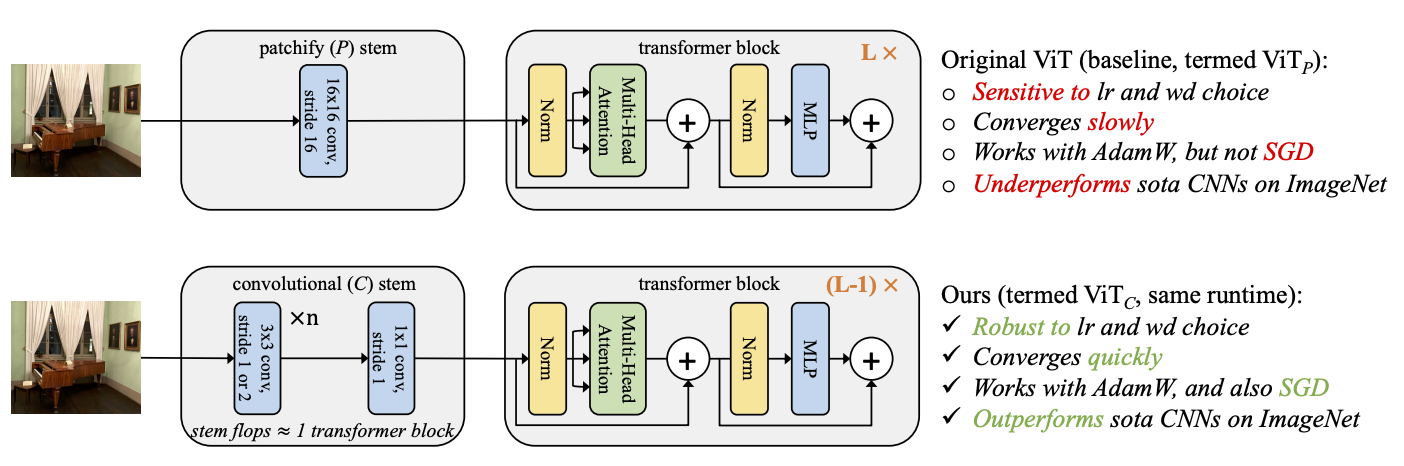 patchify (P) stem
16x16 conv,
stride 16
transformer block
L ×
Norm
Multi-Head
Attention
+
Norm
MLP
+
Original ViT (baseline, termed ViT_P):
○ Sensitive to lr and wd choice
○ Converges slowly
○ Works with AdamW, but not SGD
○ Underperforms sota CNNs on ImageNet
convolutional (C) stem
3x3 conv,
stride 1 or 2
×n
1x1 conv,
stride 1
stem flops ≈ 1 transformer block
transformer block
(L-1) ×
Norm
Multi-Head
Attention
+
Norm
MLP
+
Ours (termed ViT_C, same runtime):
✓ Robust to lr and wd choice
✓ Converges quickly
✓ Works with AdamW, and also SGD
✓ Outperforms sota CNNs on ImageNet